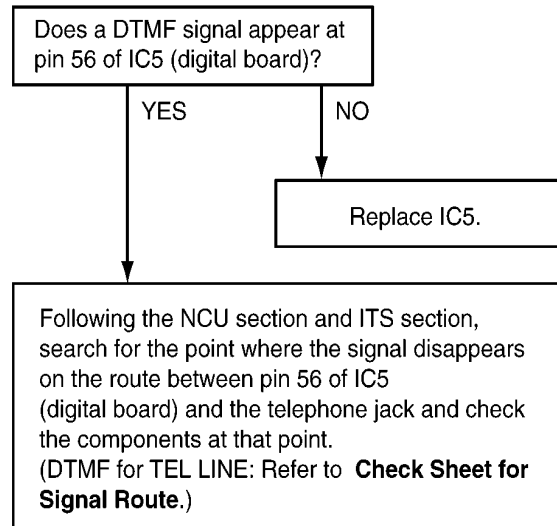 Does a DTMF signal appear at
pin 56 of IC5 (digital board)?
YES
NO
Replace IC5.
Following the NCU section and ITS section,
search for the point where the signal disappears
on the route between pin 56 of IC5
(digital board) and the telephone jack and check
the components at that point.
(DTMF for TEL LINE: Refer to Check Sheet for
Signal Route.)